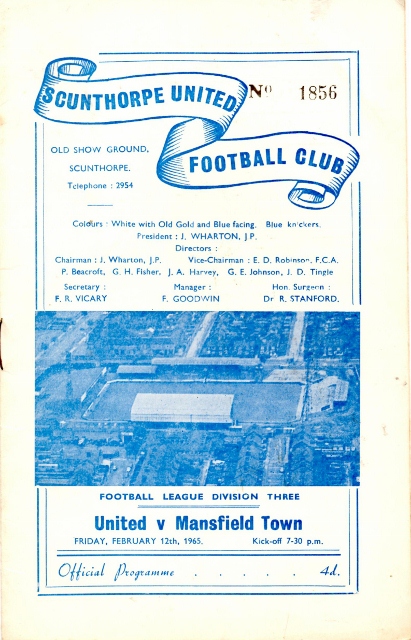 SCUNTHORPE UNITED
Nº 1856
FOOTBALL CLUB
OLD SHOW GROUND,
SCUNTHORPE.
Telephone : 2954
Colours : White with Old Gold and Blue facing. Blue knickers.
President : J. WHARTON, J.P.
Directors :
Chairman : J. Wharton, J.P. Vice-Chairman : E. D. Robinson, F.C.A.
P. Beacroft, G. H. Fisher, J. A. Harvey, G. E. Johnson, J. D. Tingle
Secretary : Manager : Hon. Surgeon :
F. R. VICARY F. GOODWIN Dr R. STANFORD.
FOOTBALL LEAGUE DIVISION THREE
United v Mansfield Town
FRIDAY, FEBRUARY 12th, 1965. Kick-off 7-30 p.m.
Official Programme . . . . . 4d.